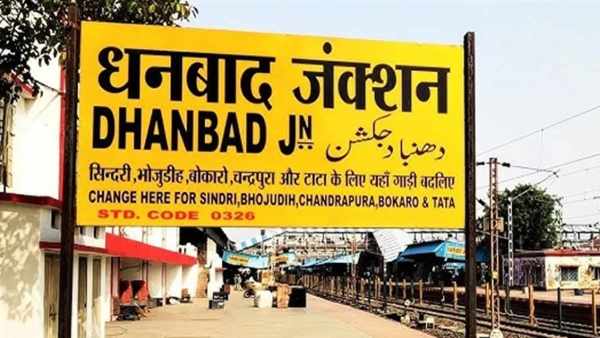 धनबाद जंक्शन
DHANBAD JN دھنباد جکشن
सिन्दरी,भोजुडीह,बोकारो,चन्द्रपुरा और टाटा के लिए यहाँ गाड़ी बदलिए
CHANGE HERE FOR SINDRI,BHOJUDIH,CHANDRAPURA,BOKARO & TATA
STD. CODE 0326